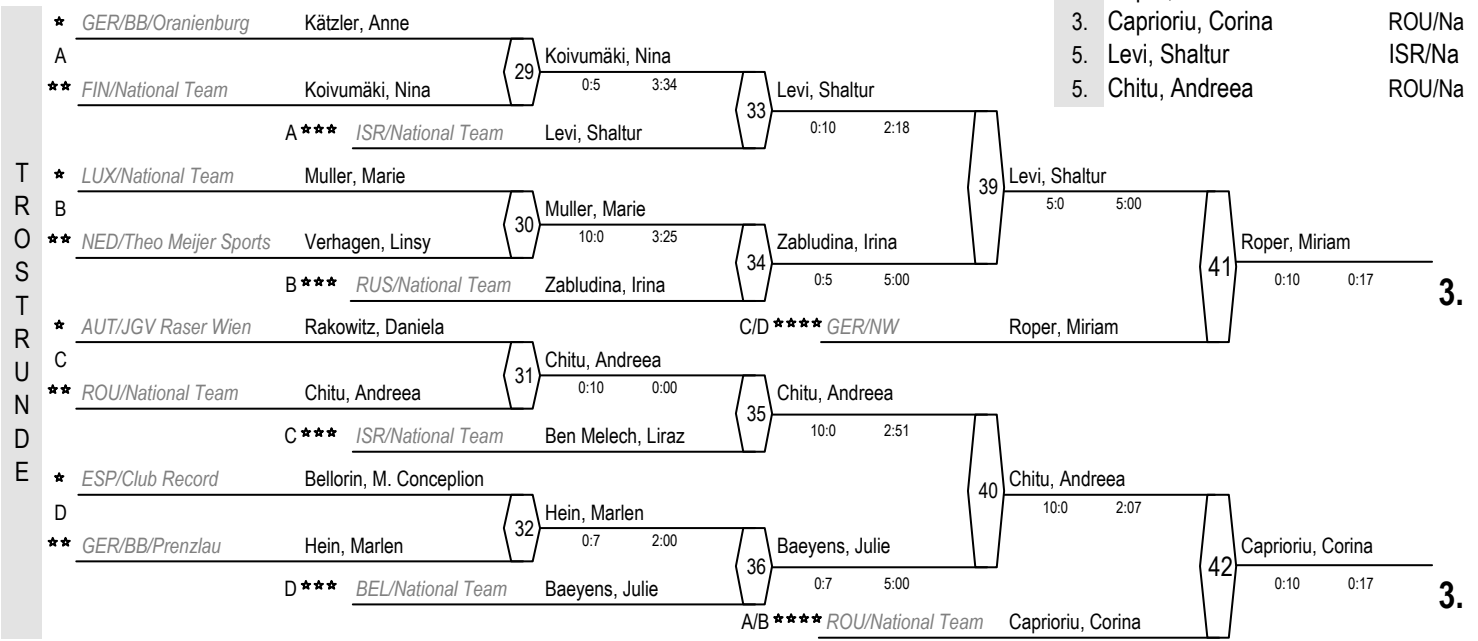 3. Caprioriu, Corina ROU/Na
5. Levi, Shaltur ISR/Na
5. Chitu, Andreea ROU/Na
TROSTRUNDE
* GER/BB/Oranienburg Kätzler, Anne
A
29 Koivumäki, Nina
0:5 3:34
** FIN/National Team Koivumäki, Nina
33 Levi, Shaltur
0:10 2:18
A *** ISR/National Team Levi, Shaltur
* LUX/National Team Muller, Marie
39 Levi, Shaltur
5:0 5:00
B
30 Muller, Marie
10:0 3:25
** NED/Theo Meijer Sports Verhagen, Linsy
34 Zabludina, Irina
0:5 5:00
41 Roper, Miriam
0:10 0:17
3.
B *** RUS/National Team Zabludina, Irina
* AUT/JGV Raser Wien Rakowitz, Daniela
C/D **** GER/NW Roper, Miriam
C
31 Chitu, Andreea
0:10 0:00
** ROU/National Team Chitu, Andreea
35 Chitu, Andreea
10:0 2:51
C *** ISR/National Team Ben Melech, Liraz
* ESP/Club Record Bellorin, M. Conceplion
40 Chitu, Andreea
10:0 2:07
D
32 Hein, Marlen
0:7 2:00
** GER/BB/Prenzlau Hein, Marlen
36 Baeyens, Julie
0:7 5:00
42 Caprioriu, Corina
0:10 0:17
3.
D *** BEL/National Team Baeyens, Julie
A/B **** ROU/National Team Caprioriu, Corina